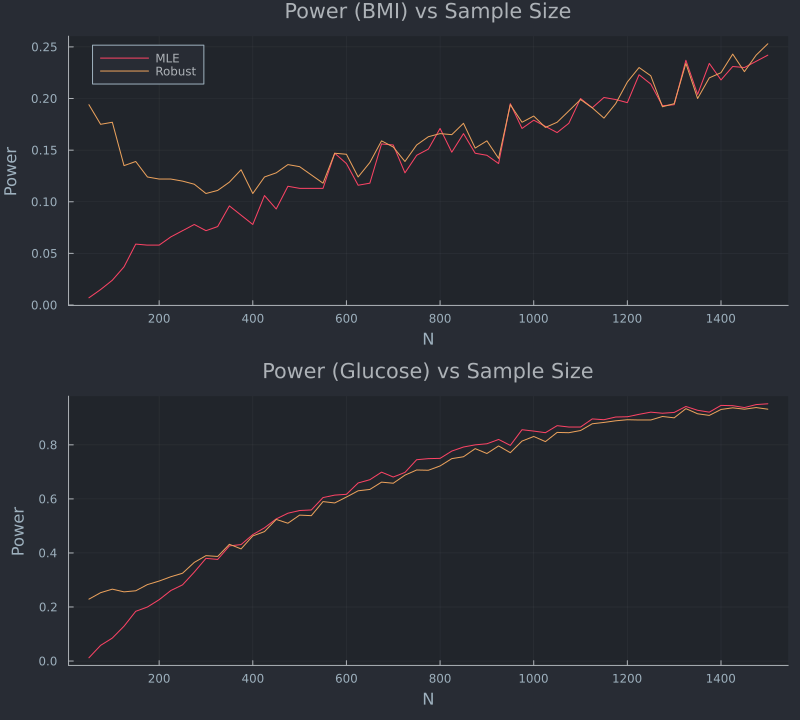 Power (BMI) vs Sample Size
0.25
MLE
Robust
0.20
0.15
Power
0.10
0.05
0.00
200 400 600 800 1000 1200 1400
N
Power (Glucose) vs Sample Size
0.8
0.6
Power
0.4
0.2
0.0
200 400 600 800 1000 1200 1400
N